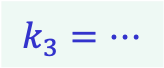 k₃ = ⋯